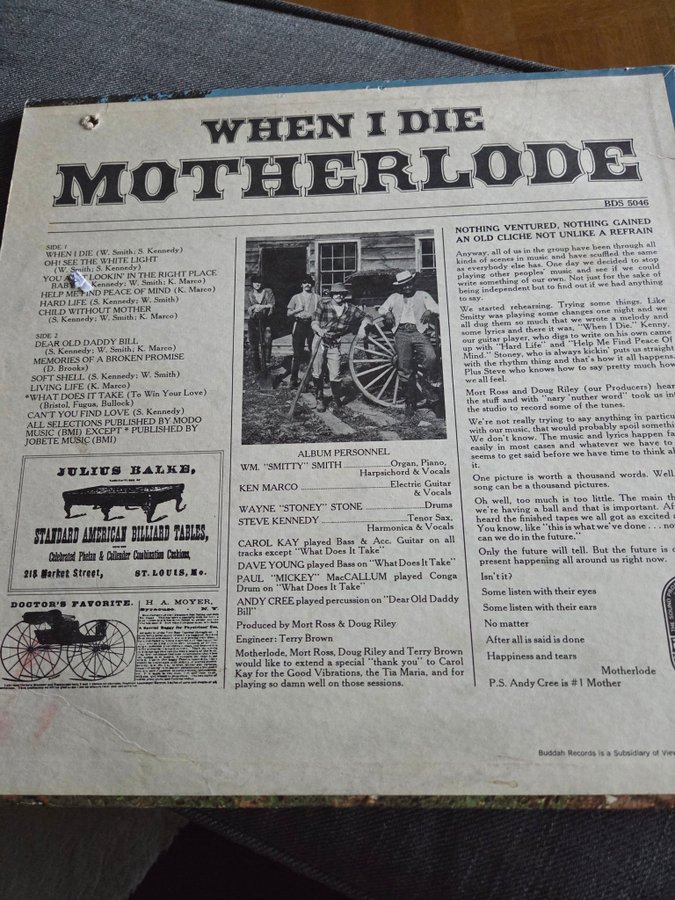 WHEN I DIE
MOTHERLODE
BDS 5046
SIDE 1
WHEN I DIE (W. Smith; S. Kennedy)
OH! SEE THE WHITE LIGHT
(W. Smith; S. Kennedy)
LOOKIN' IN THE RIGHT PLACE
Kennedy; W. Smith; K. Marco)
HELP ME FIND PEACE OF MIND (K. Marco)
HARD LIFE (S. Kennedy; W. Smith)
CHILD WITHOUT MOTHER
(S. Kennedy; W. Smith; K. Marco)
SIDE 2
DEAR OLD DADDY BILL
(S. Kennedy; W. Smith; K. Marco)
MEMORIES OF A BROKEN PROMISE
(D. Brooks)
SOFT SHELL (S. Kennedy; W. Smith)
LIVING LIFE (K. Marco)
*WHAT DOES IT TAKE (To Win Your Love)
(Bristol, Fugua, Bullock)
CAN'T YOU FIND LOVE (S. Kennedy)
ALL SELECTIONS PUBLISHED BY MODO
MUSIC (BMI) EXCEPT * PUBLISHED BY
JOBETE MUSIC (BMI)
JULIUS BALKE,
STANDARD AMERICAN BILLIARD TABLES,
Celebrated Phelan & Collender Combination Cushions,
218 Market Street, ST. LOUIS, Mo.
DOCTOR'S FAVORITE.
H. A. MOYER,
Syracuse, N. Y.
ALBUM PERSONNEL
WM. "SMITTY" SMITH Organ, Piano,
Harpsichord & Vocals
KEN MARCO Electric Guitar
& Vocals
WAYNE "STONEY" STONE Drums
STEVE KENNEDY Tenor Sax,
Harmonica & Vocals
CAROL KAY played Bass & Acc. Guitar on all
tracks except "What Does It Take"
DAVE YOUNG played Bass on "What Does It Take"
PAUL "MICKEY" MacCALLUM played Conga
Drum on "What Does It Take"
ANDY CREE played percussion on "Dear Old Daddy
Bill"
Produced by Mort Ross & Doug Riley
Engineer: Terry Brown
Motherlode, Mort Ross, Doug Riley and Terry Brown
would like to extend a special "thank you" to Carol
Kay for the Good Vibrations, the Tia Maria, and for
playing so damn well on those sessions.
NOTHING VENTURED, NOTHING GAINED
AN OLD CLICHE NOT UNLIKE A REFRAIN
Anyway, all of us in the group have been through all
kinds of scenes in music and have scuffled the same
as everybody else has. One day we decided to stop
playing other peoples' music and see if we could
write something of our own. Not just for the sake of
being independent but to find out if we had anything
to say.
We started rehearsing. Trying some things. Like
Smitty was playing some changes one night and we
all dug them so much that we wrote a melody and
some lyrics and there it was, "When I Die." Kenny,
our guitar player, who digs to write on his own came
up with "Hard Life" and "Help Me Find Peace Of
Mind." Stoney, who is always kickin' puts us straight
with the rhythm thing and that's how it all happens.
Plus Steve who knows how to say pretty much how
we all feel.
Mort Ross and Doug Riley (our Producers) hear
the stuff and with "nary 'nuther word" took us int
the studio to record some of the tunes.
We're not really trying to say anything in particu
with our music, that would probably spoil somethi
We don't know. The music and lyrics happen fa
easily in most cases and whatever we have to
seems to get said before we have time to think ab
it.
One picture is worth a thousand words. Well,
song can be a thousand pictures.
Oh well, too much is too little. The main th
we're having a ball and that is important. Aft
heard the finished tapes we all got as excited a
You know, like "this is what we've done . . . now
can we do in the future."
Only the future will tell. But the future is o
present happening all around us right now.
Isn't it?
Some listen with their eyes
Some listen with their ears
No matter
After all is said is done
Happiness and tears
Motherlode
P.S. Andy Cree is #1 Mother
Buddah Records is a Subsidiary of View